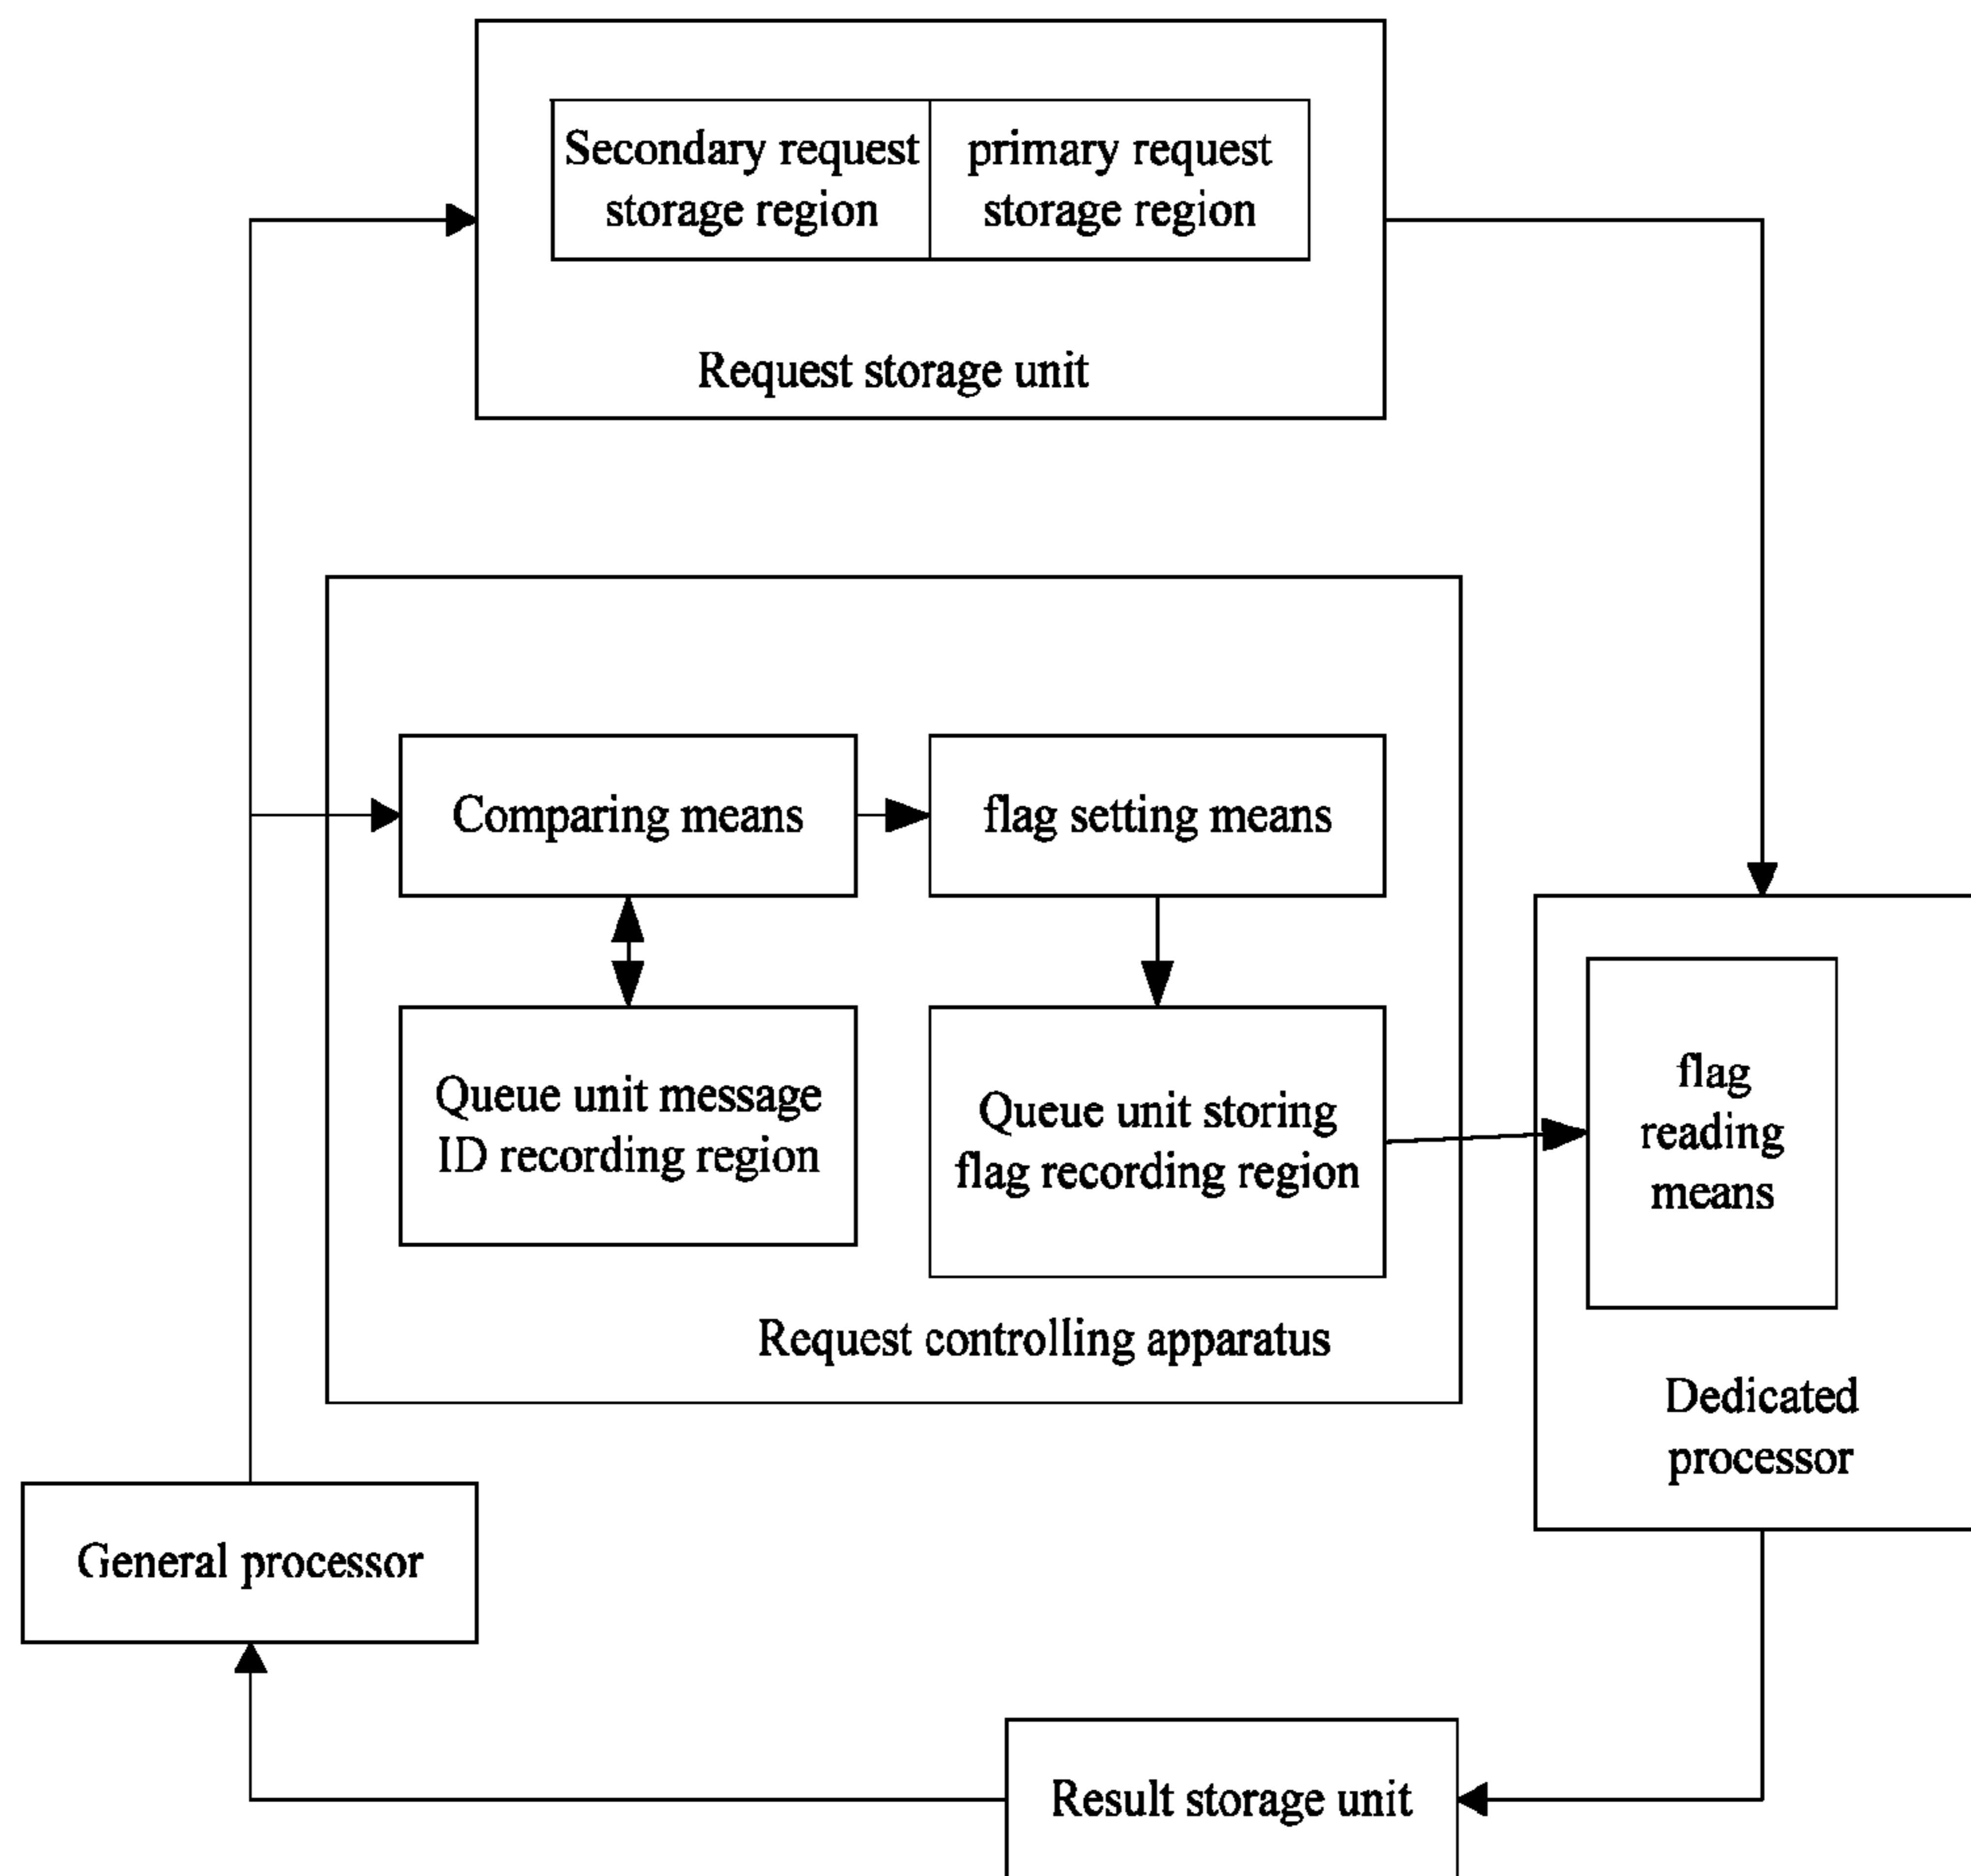 Secondary request
storage region
primary request
storage region
Request storage unit
Comparing means
flag setting means
Queue unit message
ID recording region
Queue unit storing
flag recording region
flag
reading
means
Request controlling apparatus
Dedicated
processor
General processor
Result storage unit